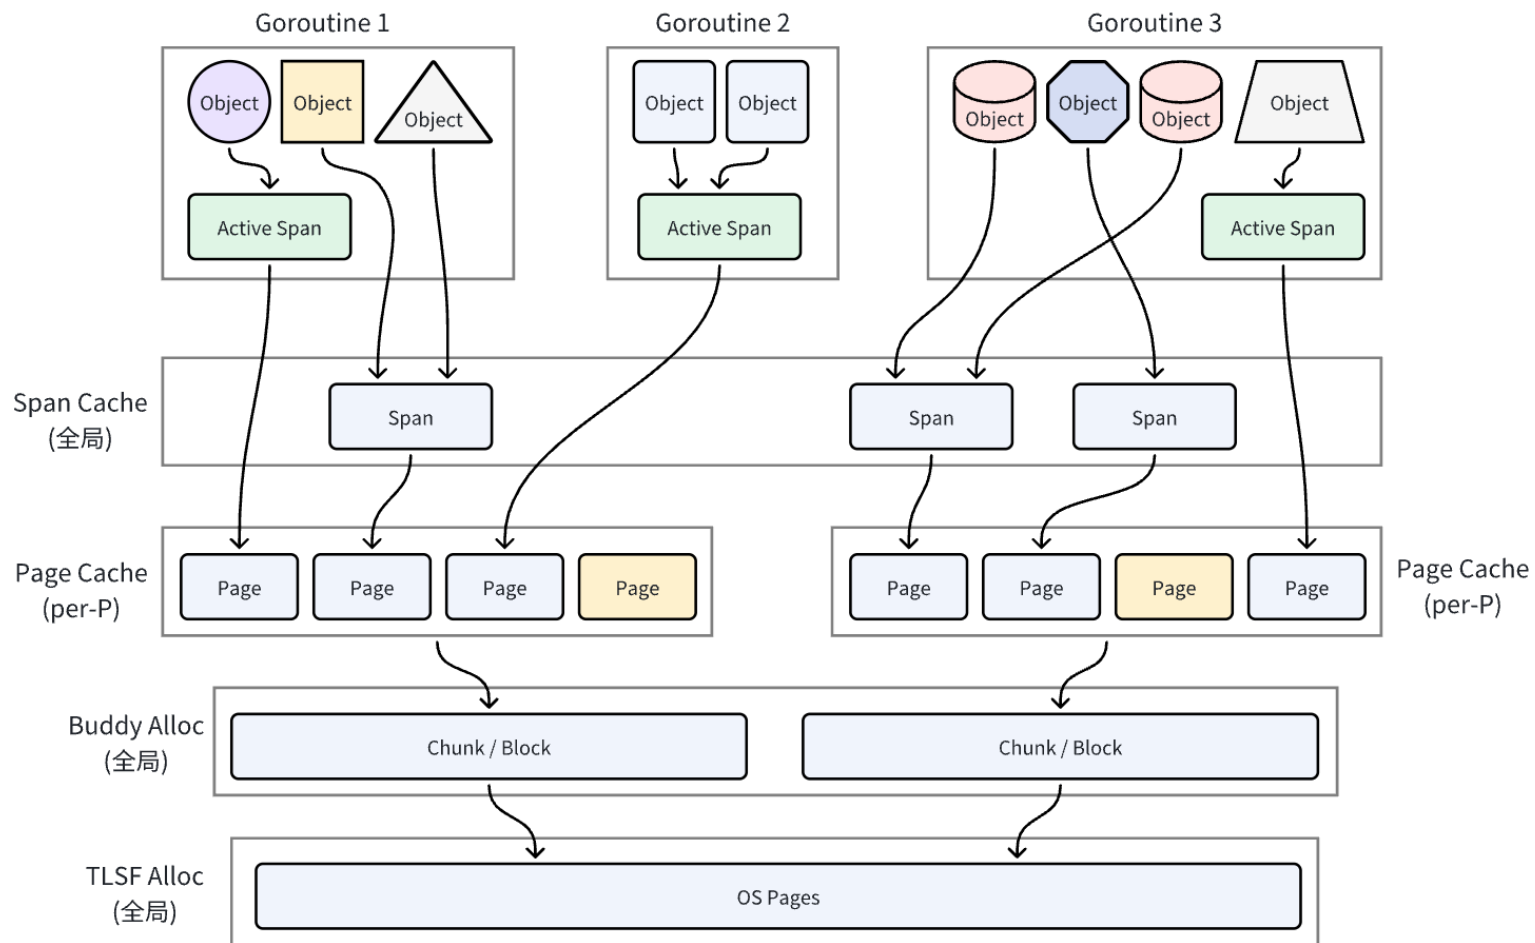 Goroutine 1
Goroutine 2
Goroutine 3
Object
Object
Object
Object
Object
Object
Object
Object
Object
Active Span
Active Span
Active Span
Span Cache
(全局)
Span
Span
Span
Page Cache
(per-P)
Page
Page
Page
Page
Page
Page
Page
Page
Page Cache
(per-P)
Buddy Alloc
(全局)
Chunk / Block
Chunk / Block
TLSF Alloc
(全局)
OS Pages